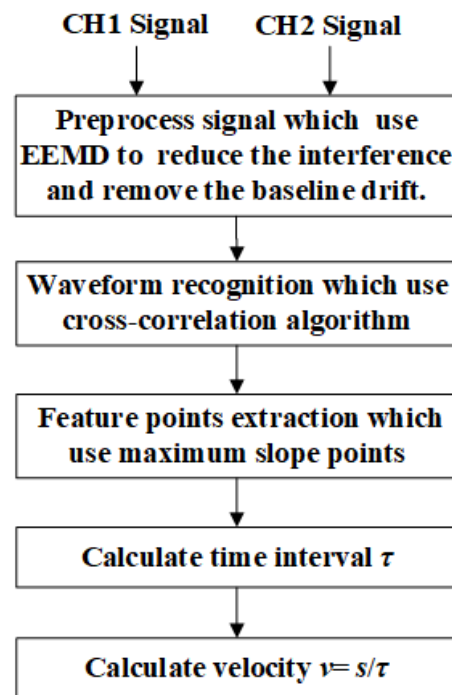 CH1 Signal CH2 Signal
Preprocess signal which use
EEMD to reduce the interference
and remove the baseline drift.
Waveform recognition which use
cross-correlation algorithm
Feature points extraction which
use maximum slope points
Calculate time interval τ
Calculate velocity v= s/τ